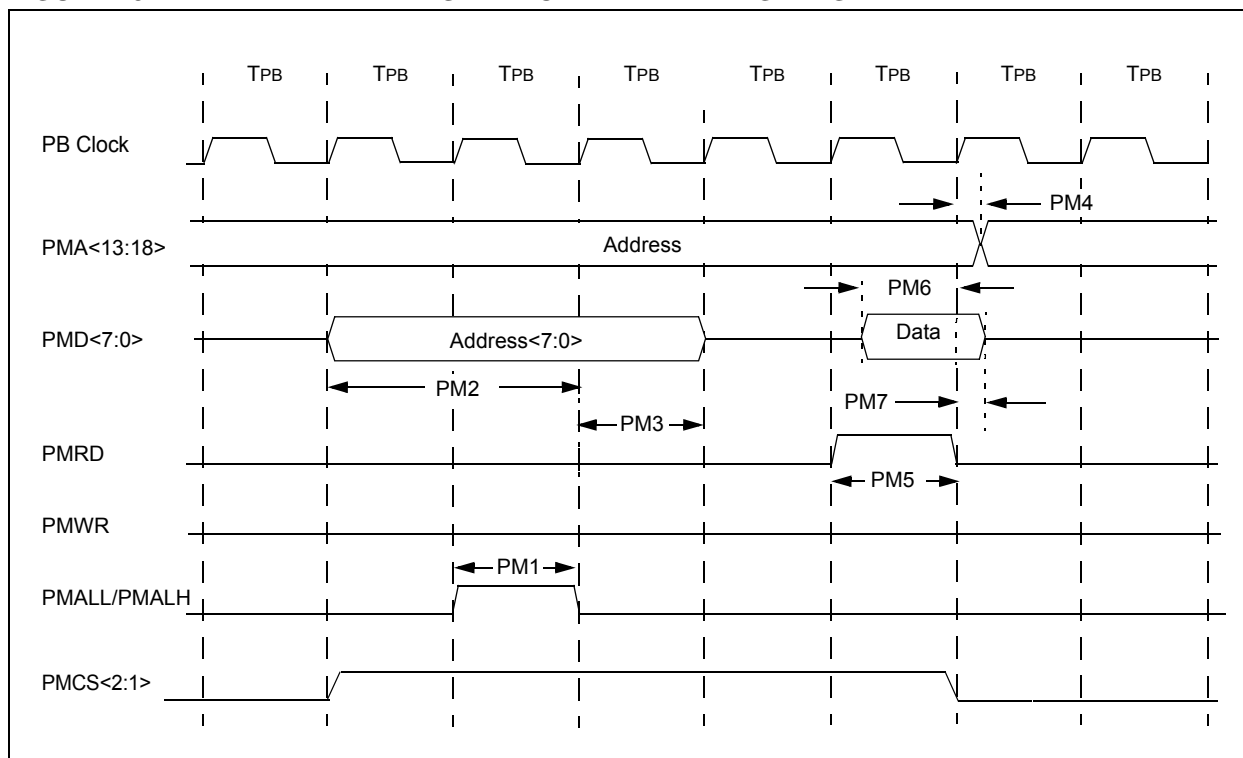 TPB TPB TPB TPB TPB TPB TPB TPB
PB Clock
PM4
PMA<13:18>
Address
PM6
PMD<7:0>
Address<7:0>
Data
PM2
PM7
PM3
PMRD
PM5
PMWR
PM1
PMALL/PMALH
PMCS<2:1>